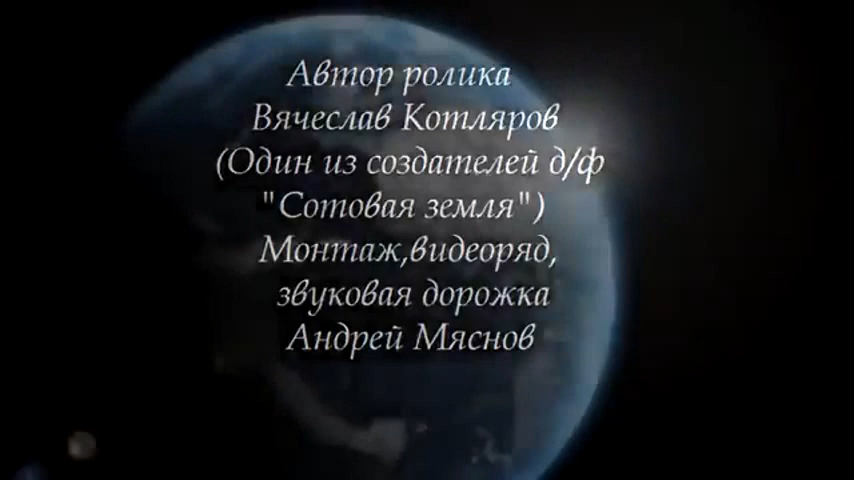 Автор ролика
Вячеслав Котляров
(Один из создателей д/ф
"Сотовая земля")
Монтаж,видеоряд,
звуковая дорожка
Андрей Мяснов